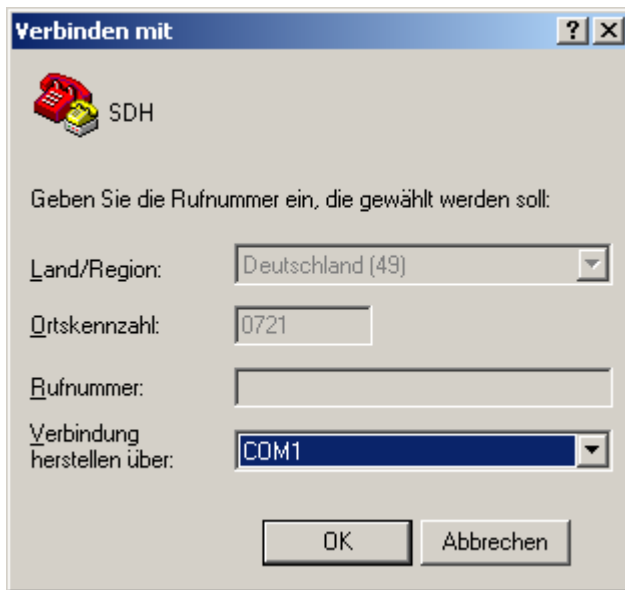 Verbinden mit
SDH
Geben Sie die Rufnummer ein, die gewählt werden soll:
Land/Region: Deutschland (49)
Ortskennzahl: 0721
Rufnummer:
Verbindung
herstellen über: COM1
OK Abbrechen